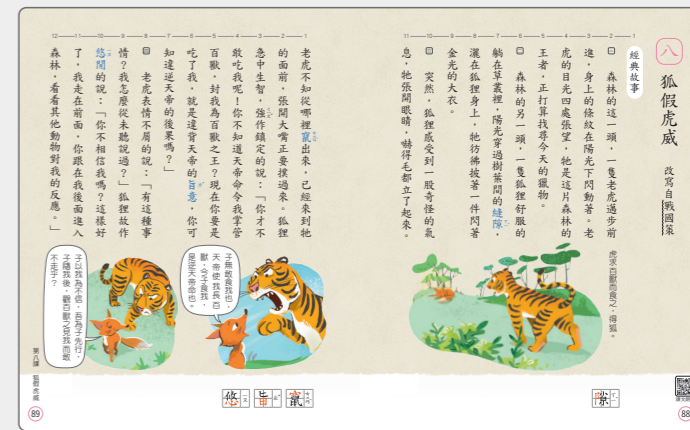 八
狐假虎威
改寫自戰國策
經典故事
一 森林的這一頭，一隻老虎邁步前
進，身上的條紋在陽光下閃動著。老
虎的目光四處張望，牠是這片森林的
王者，正打算找尋今天的獵物。
二 森林的另一頭，一隻狐狸舒服的
躺在草叢裡，陽光穿過樹葉間的縫隙，
灑在狐狸身上，牠彷彿披著一件閃著
金光的大衣。
三 突然，狐狸感受到一股奇怪的氣
息，牠張開眼睛，嚇得毛都立了起來。
虎求百獸而食之，得狐。
隙
88
老虎不知從哪裡竄出來，已經來到牠
的面前，張開大嘴正要撲過來。狐狸
急中生智，強作鎮定的說：「你才不
敢吃我呢！你不知道天帝命令我掌管
百獸，封我為百獸之王？現在你要是
吃了我，就是違背天帝的旨意，你可
知道違逆天帝的後果嗎？」
四 老虎表情不屑的說：「有這種事
情？我怎麼從未聽說過？」狐狸故作
悠閒的說：「你不相信我嗎？這樣好
了，我走在前面，你跟在我後面進入
森林，看看其他動物對我的反應。」
子無敢食我也，
天帝使我長百
獸，今子食我，
是逆天帝命也。
子以我為不信，吾為子先行，
子隨我後，觀百獸之見我而敢
不走乎？
竄
旨
悠
第八課 狐假虎威
89